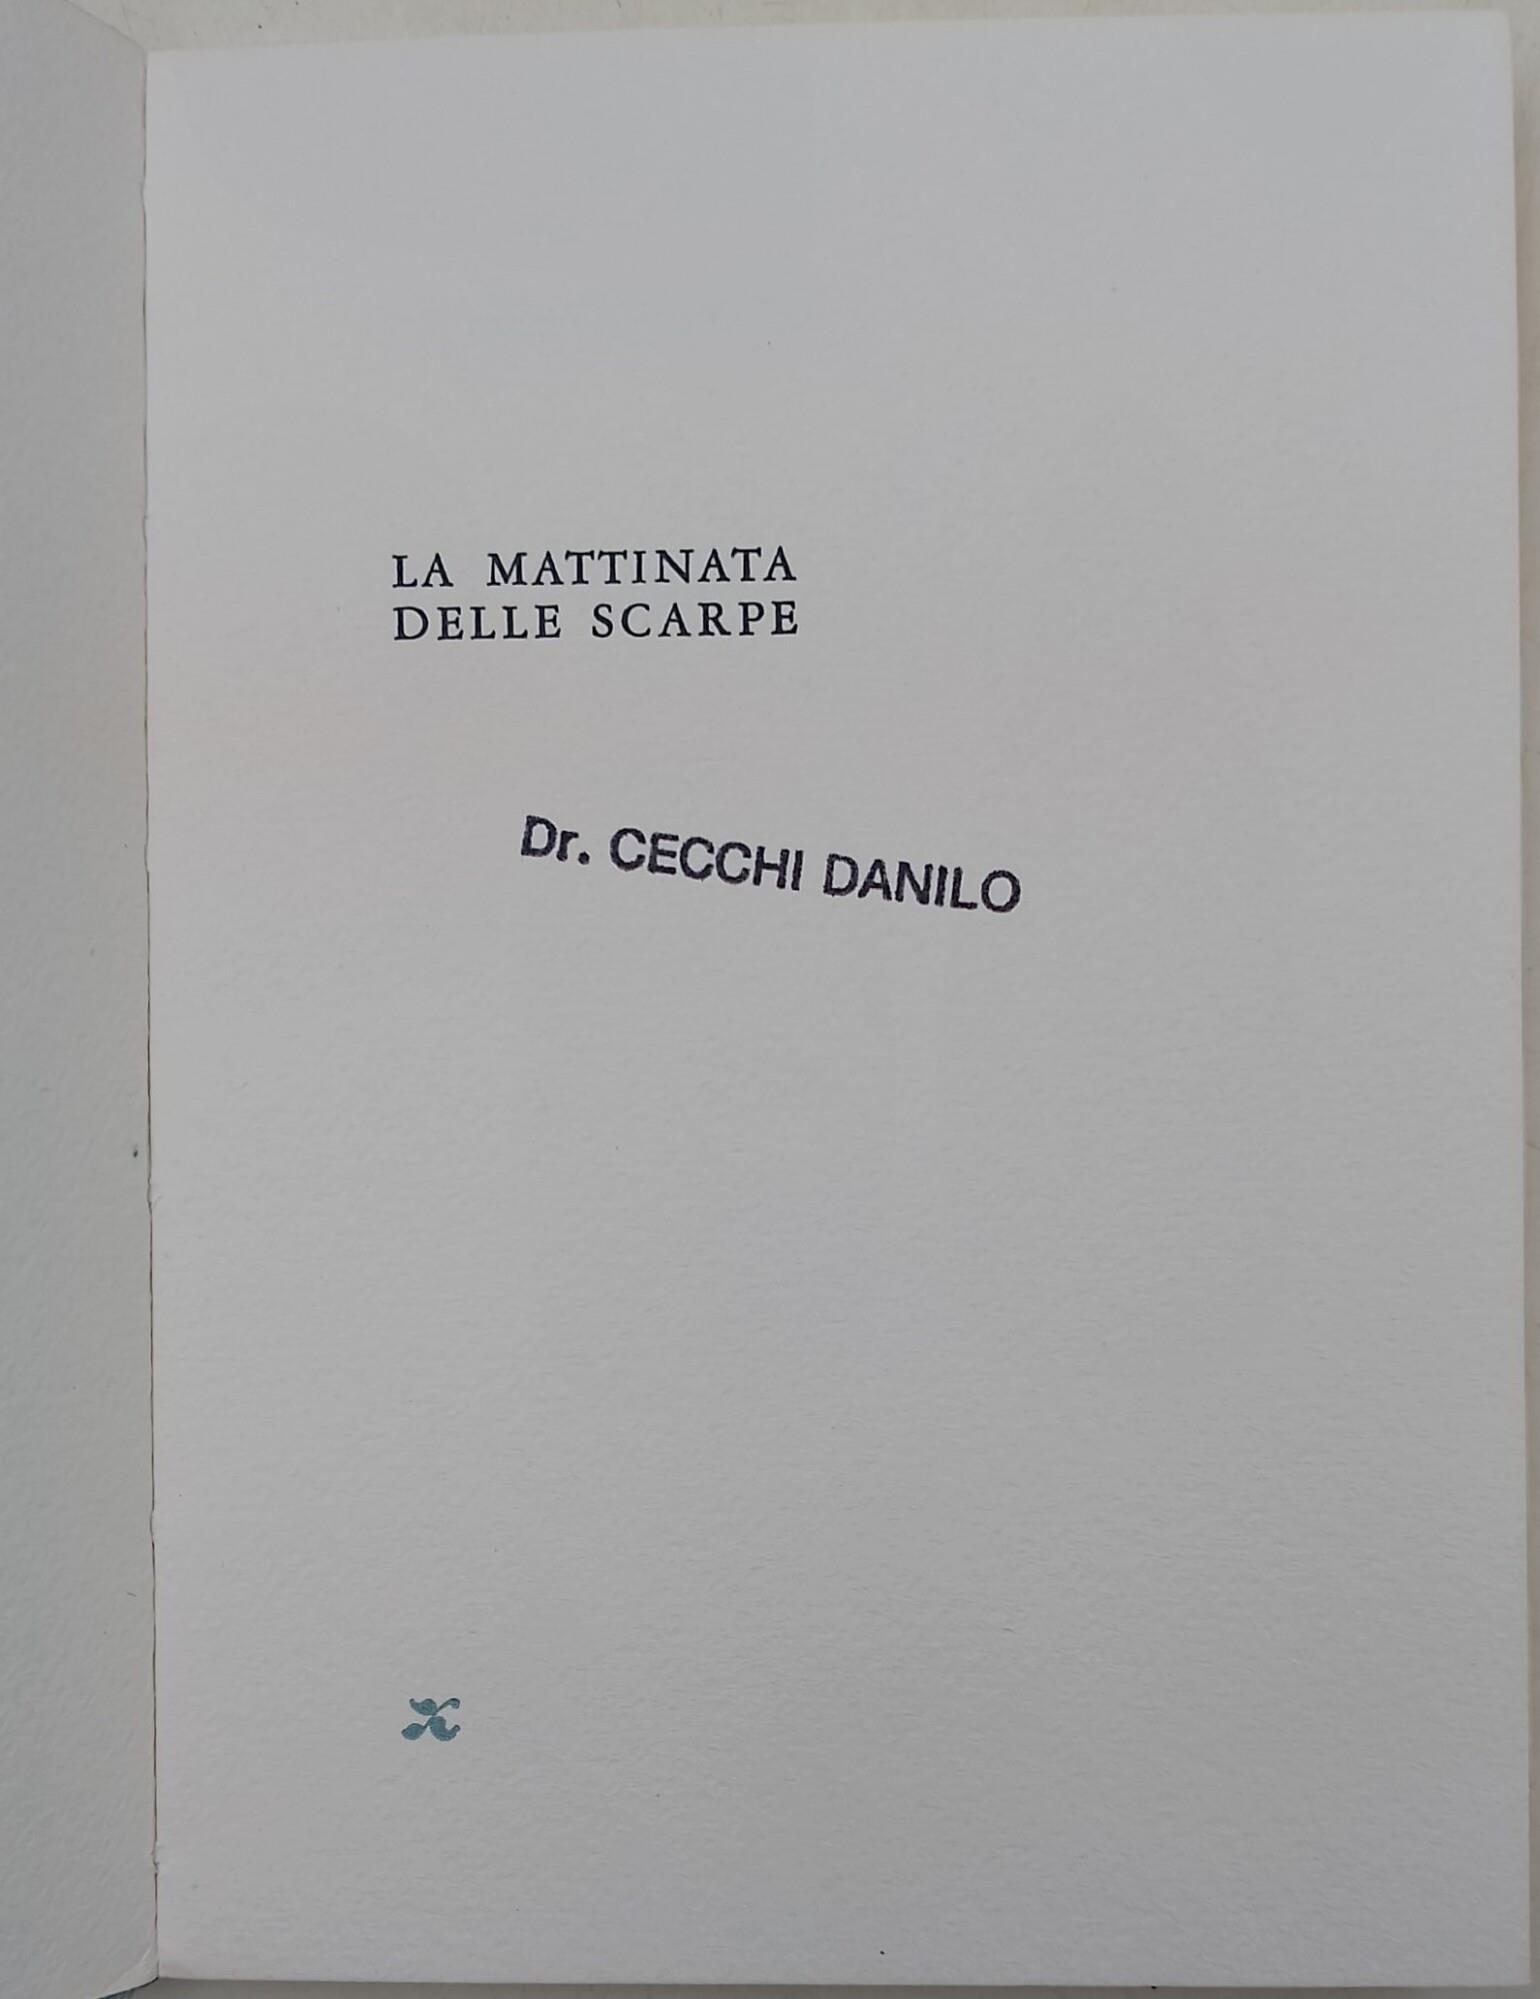 LA MATTINATA
DELLE SCARPE
Dr. CECCHI DANILO